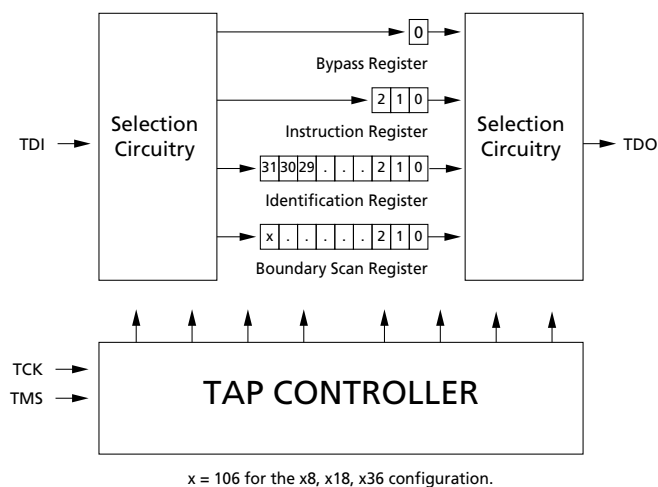 0
Bypass Register
2 1 0
Instruction Register
Selection
Circuitry
Selection
Circuitry
TDI
TDO
31 30 29 . . . 2 1 0
Identification Register
x . . . . . 2 1 0
Boundary Scan Register
TCK
TMS
TAP CONTROLLER
x = 106 for the x8, x18, x36 configuration.